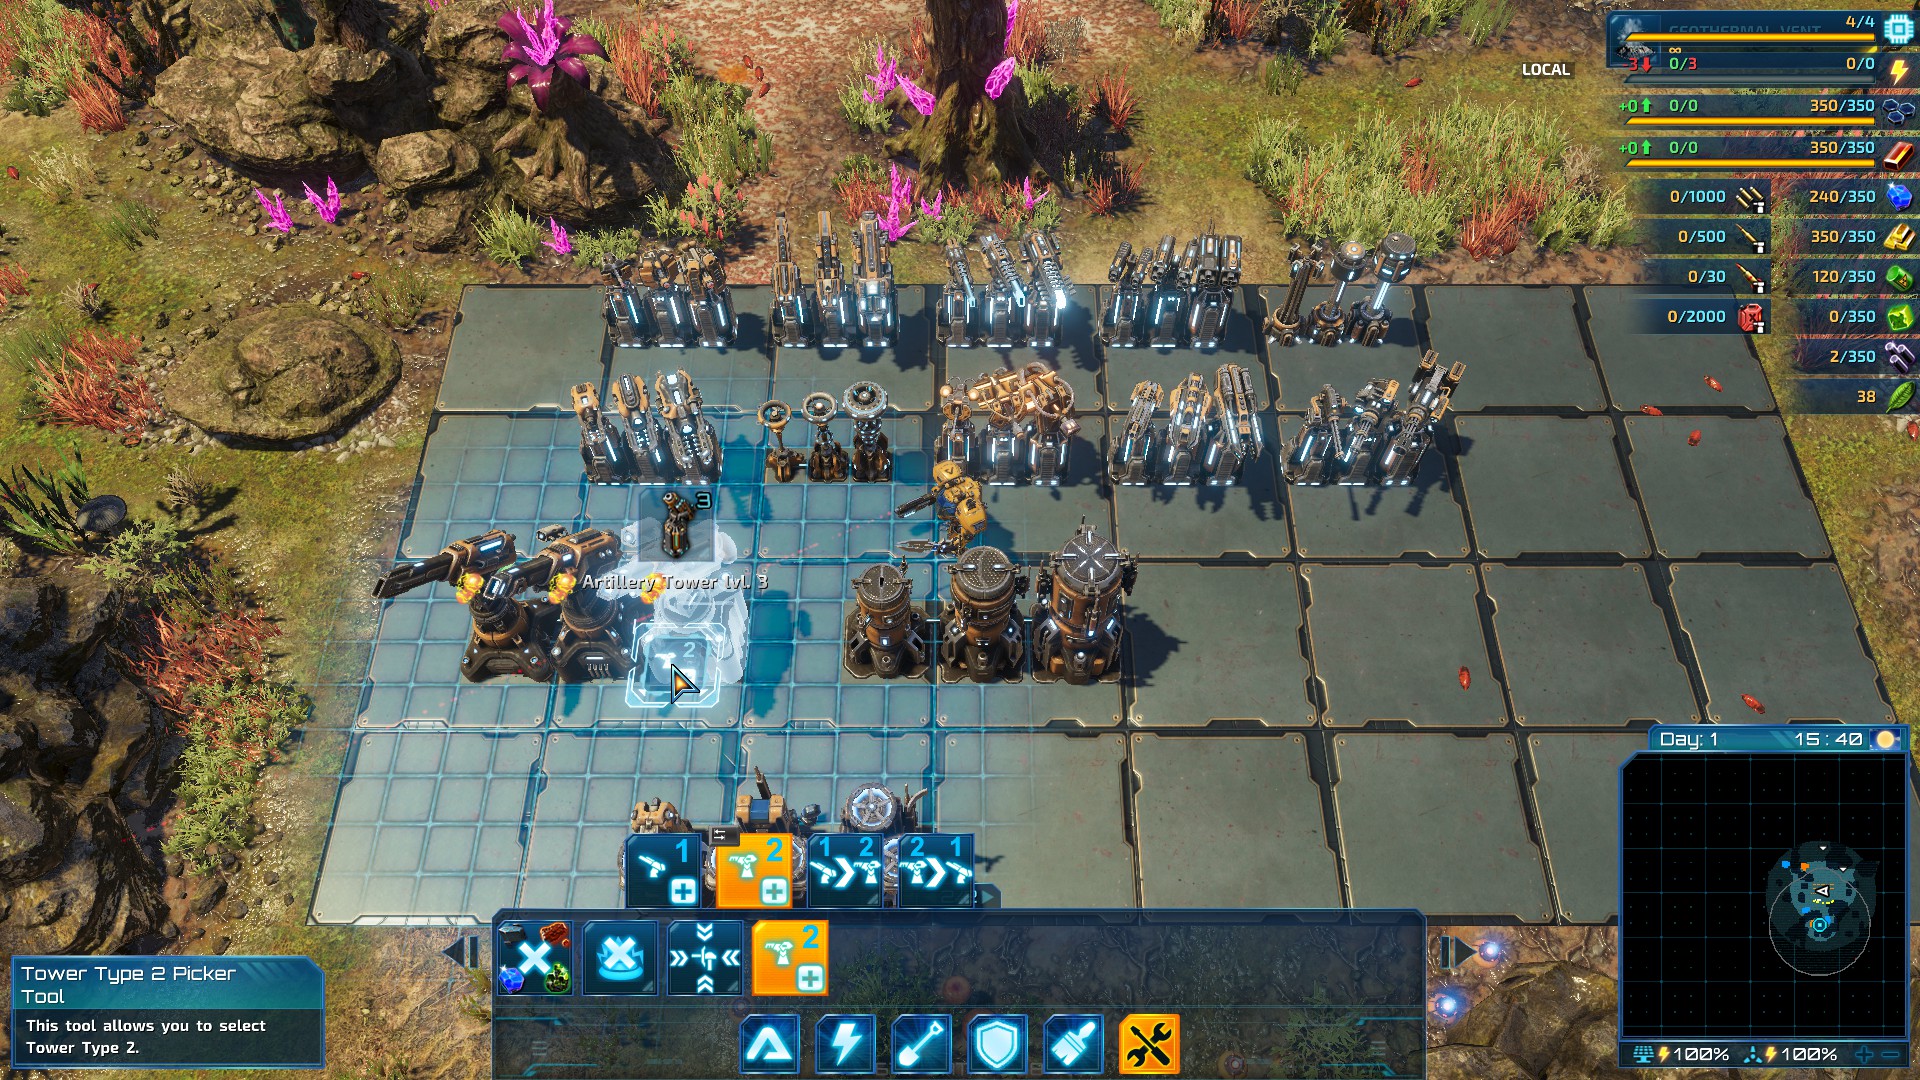 GEOTHERMAL VENT
4/4
∞
LOCAL
3 0/3 0/0
+0 0/0 350/350
+0 0/0 350/350
0/1000 240/350
0/500 350/350
0/30 120/350
0/2000 0/350
2/350
38
3
Artillery Tower lvl. 3
2
Day: 1 15:40
1
2
1 2
2 1
2
Tower Type 2 Picker
Tool
This tool allows you to select
Tower Type 2.
100% 100%